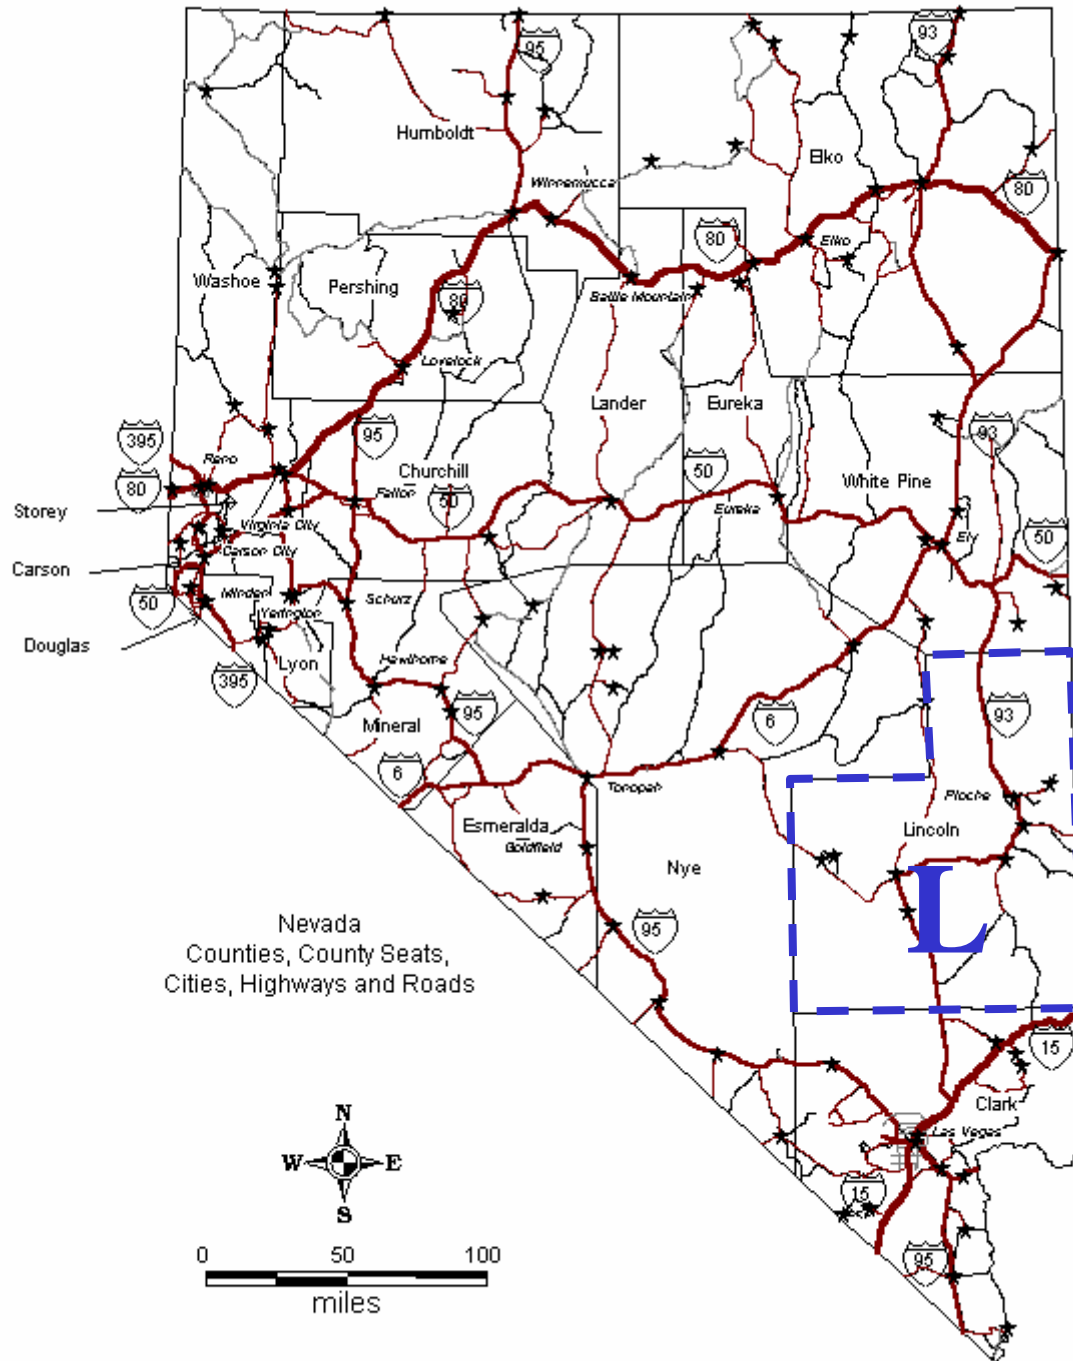 95
93
Humboldt
Elko
Winnemucca
80
80
Elko
Washoe
Pershing
80
Battle Mountain
Lovelock
Lander
Eureka
395
95
93
Reno
Churchill
50
80
Fallon
50
White Pine
Storey
Virginia City
Eureka
Ely
50
Carson City
Carson
50
Minden
Yerington
Schurz
Douglas
Lyon
Hawthorne
395
Mineral
95
6
93
6
Tonopah
Pioche
Esmeralda
Goldfield
Lincoln
Nye
L
95
Nevada
Counties, County Seats,
Cities, Highways and Roads
15
Clark
Las Vegas
N
W E
S
15
0 50 100
95
miles